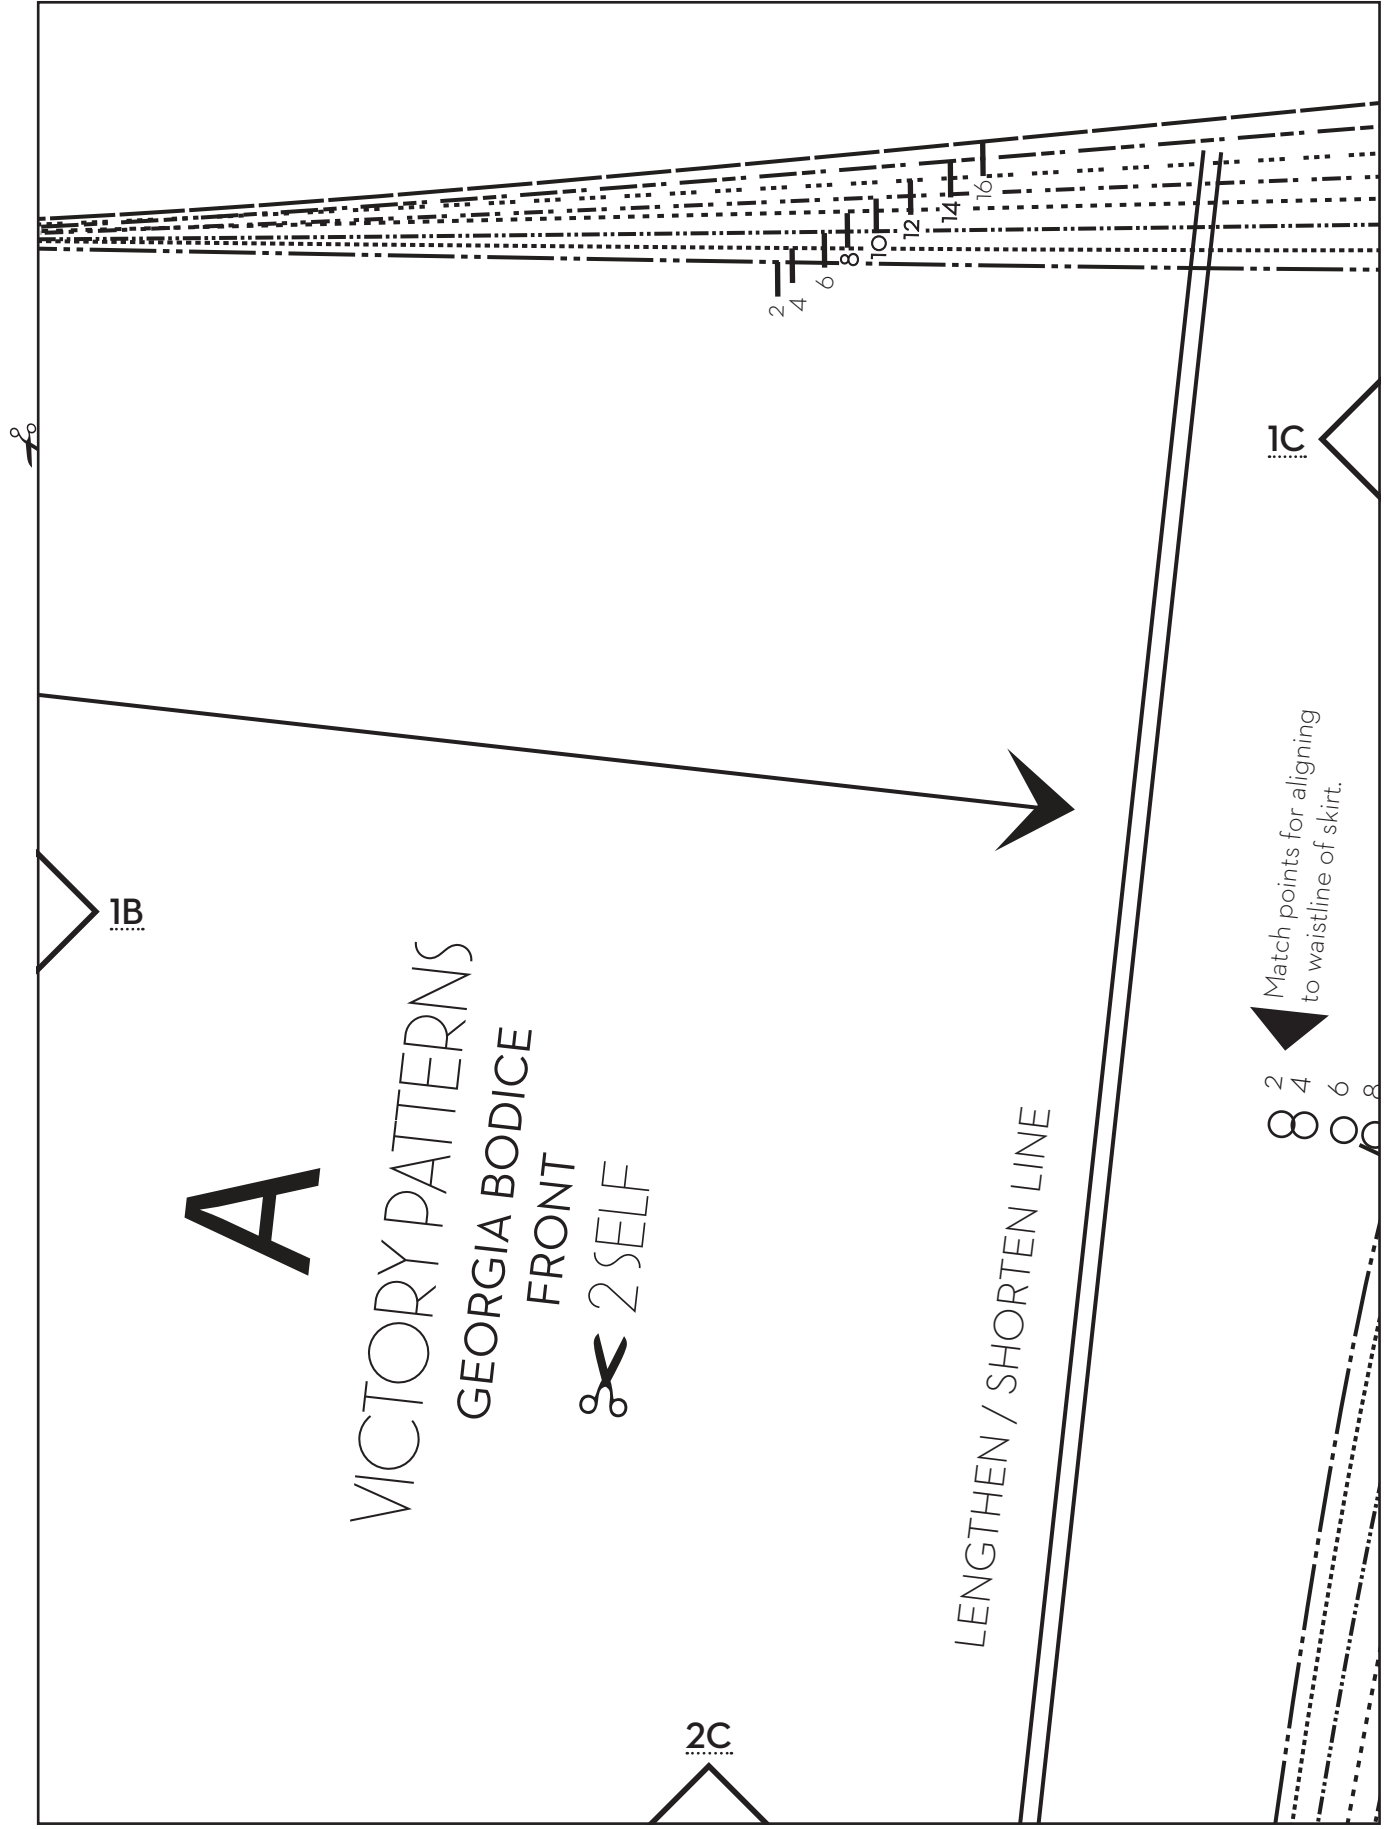 2
4
6
8
10
12
14
16
1C
1B
A
VICTORY PATTERNS
GEORGIA BODICE
FRONT
2 SELF
LENGTHEN / SHORTEN LINE
Match points for aligning
to waistline of skirt.
2
4
6
8
2C